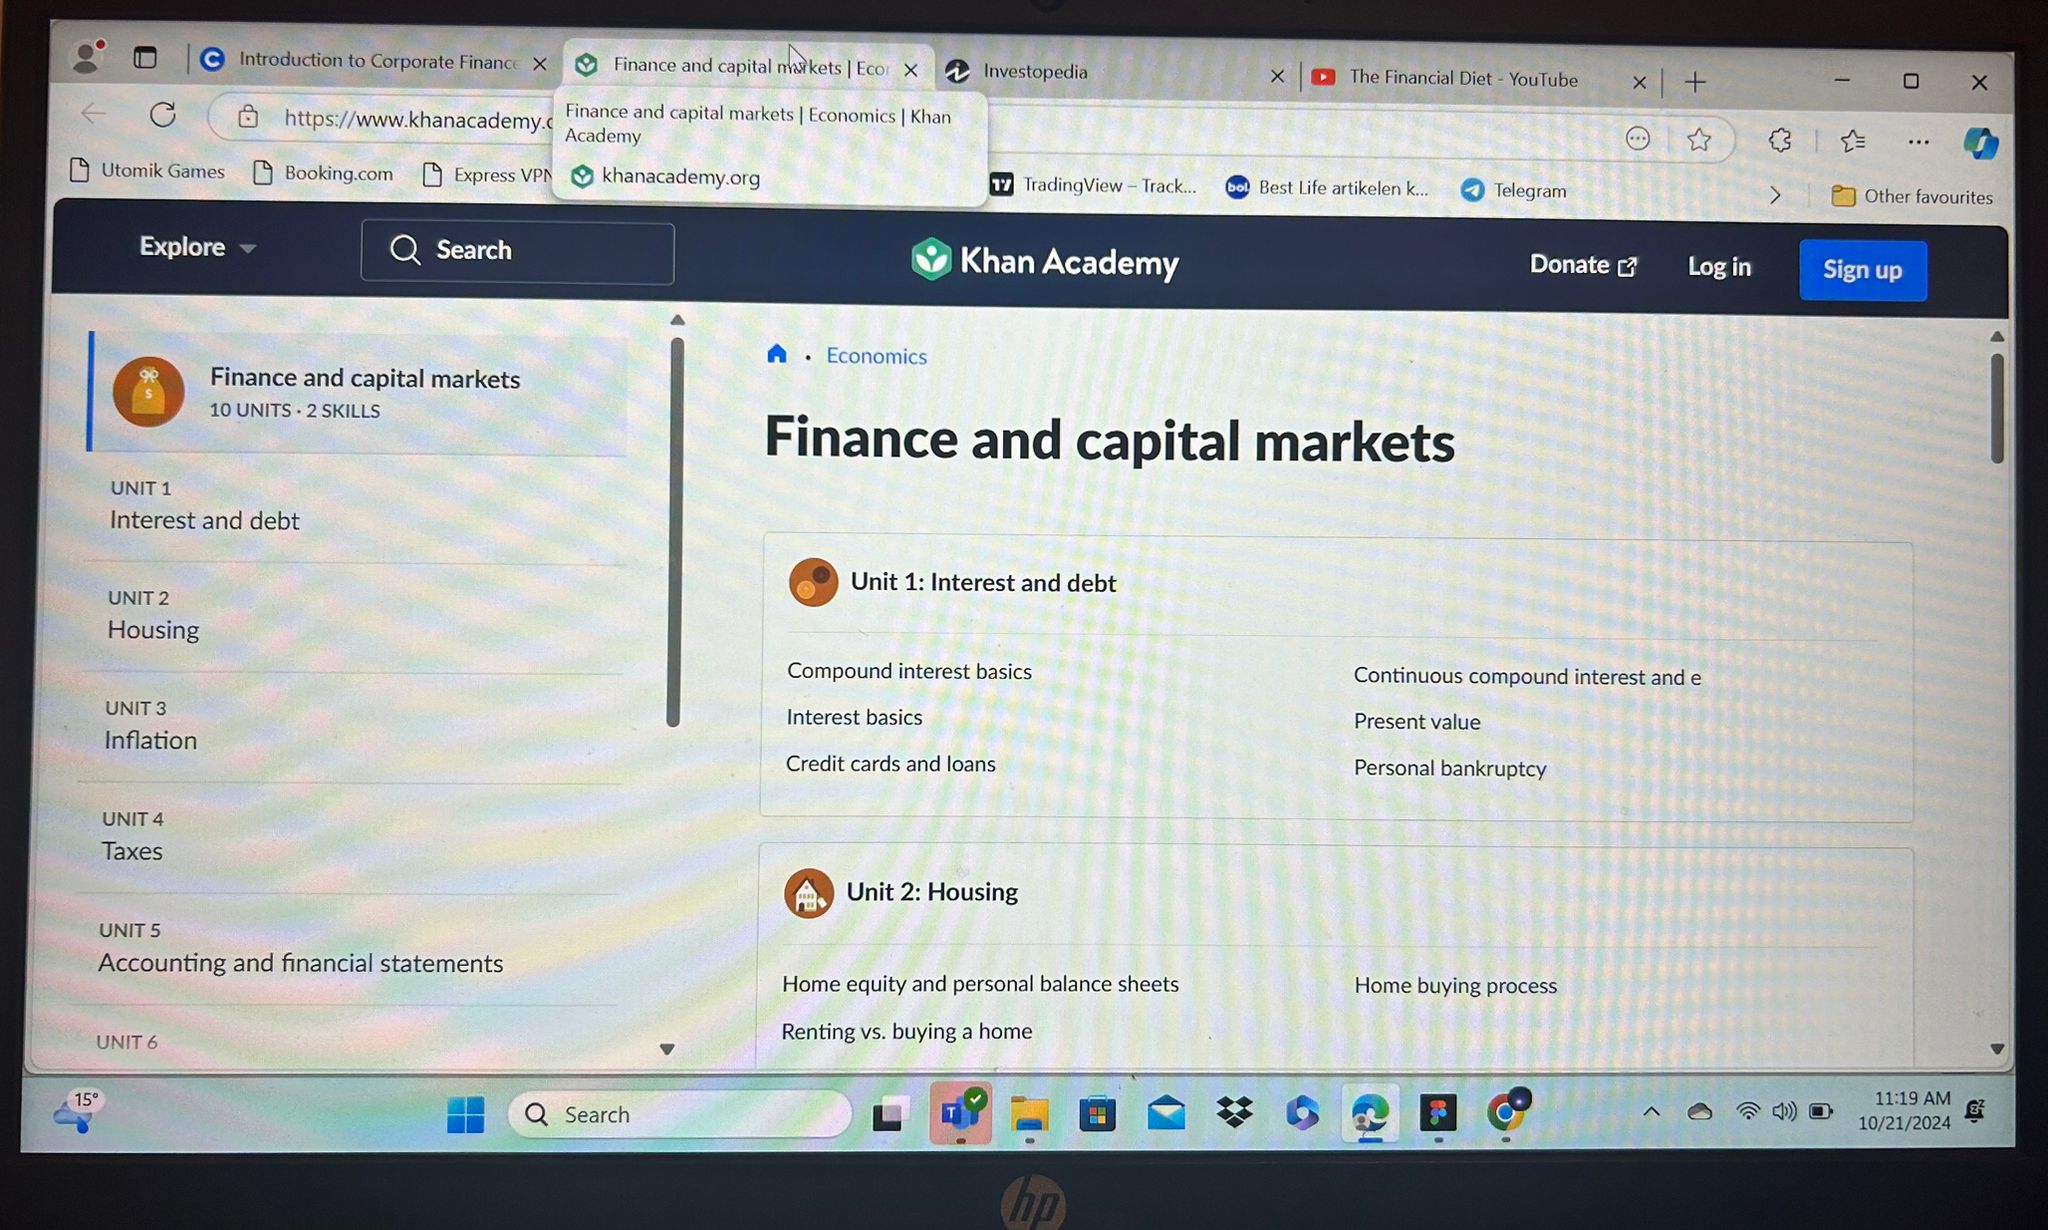 Introduction to Corporate Finance
Finance and capital markets | Econ
Investopedia
The Financial Diet - YouTube
https://www.khanacademy.o
Finance and capital markets | Economics | Khan
Academy
khanacademy.org
Utomik Games
Booking.com
Express VPN
TradingView – Track...
bol
Best Life artikelen k...
Telegram
Other favourites
Explore
Search
Khan Academy
Donate
Log in
Sign up
Finance and capital markets
10 UNITS · 2 SKILLS
UNIT 1
Interest and debt
UNIT 2
Housing
UNIT 3
Inflation
UNIT 4
Taxes
UNIT 5
Accounting and financial statements
UNIT 6
Economics
Finance and capital markets
Unit 1: Interest and debt
Compound interest basics
Interest basics
Credit cards and loans
Continuous compound interest and e
Present value
Personal bankruptcy
Unit 2: Housing
Home equity and personal balance sheets
Renting vs. buying a home
Home buying process
15°
Search
11:19 AM
10/21/2024
hp